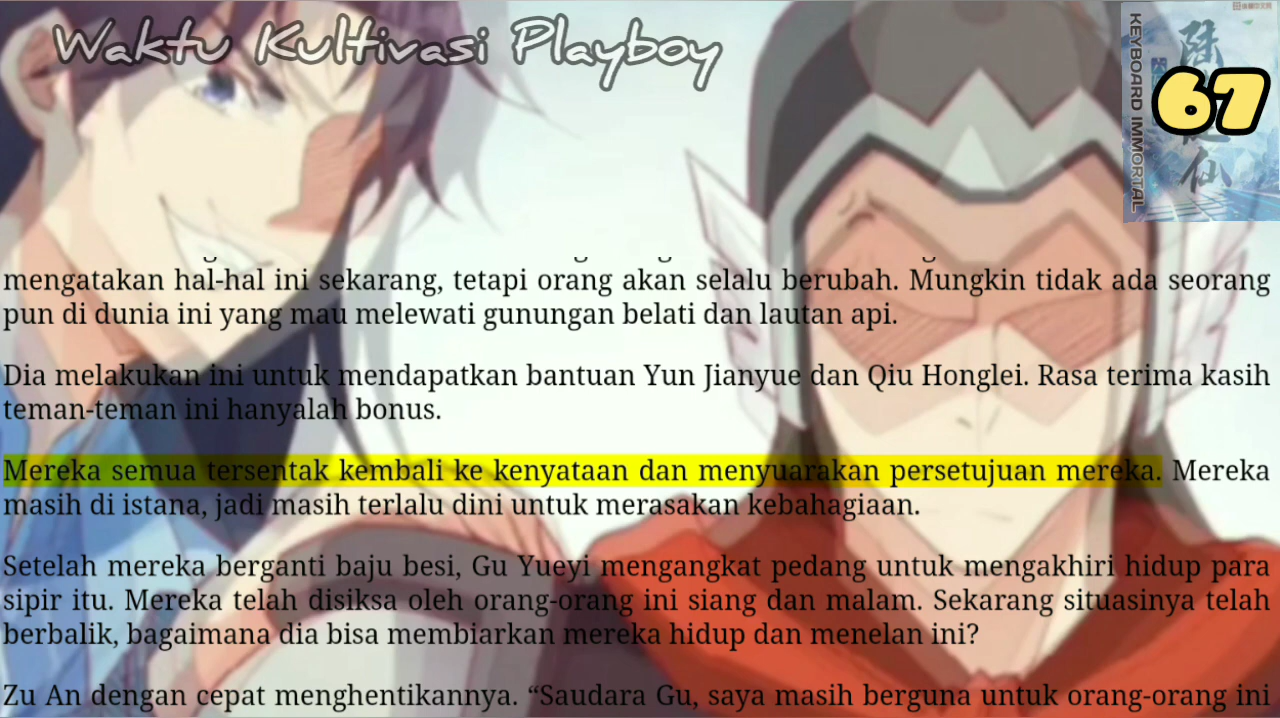 Waktu Kultivasi Playboy
KEYBOARD IMMORTAL
67
mengatakan hal-hal ini sekarang, tetapi orang akan selalu berubah. Mungkin tidak ada seorang
pun di dunia ini yang mau melewati gunungan belati dan lautan api.
Dia melakukan ini untuk mendapatkan bantuan Yun Jianyue dan Qiu Honglei. Rasa terima kasih
teman-teman ini hanyalah bonus.
Mereka semua tersentak kembali ke kenyataan dan menyuarakan persetujuan mereka. Mereka
masih di istana, jadi masih terlalu dini untuk merasakan kebahagiaan.
Setelah mereka berganti baju besi, Gu Yueyi mengangkat pedang untuk mengakhiri hidup para
sipir itu. Mereka telah disiksa oleh orang-orang ini siang dan malam. Sekarang situasinya telah
berbalik, bagaimana dia bisa membiarkan mereka hidup dan menelan ini?
Zu An dengan cepat menghentikannya. “Saudara Gu, saya masih berguna untuk orang-orang ini